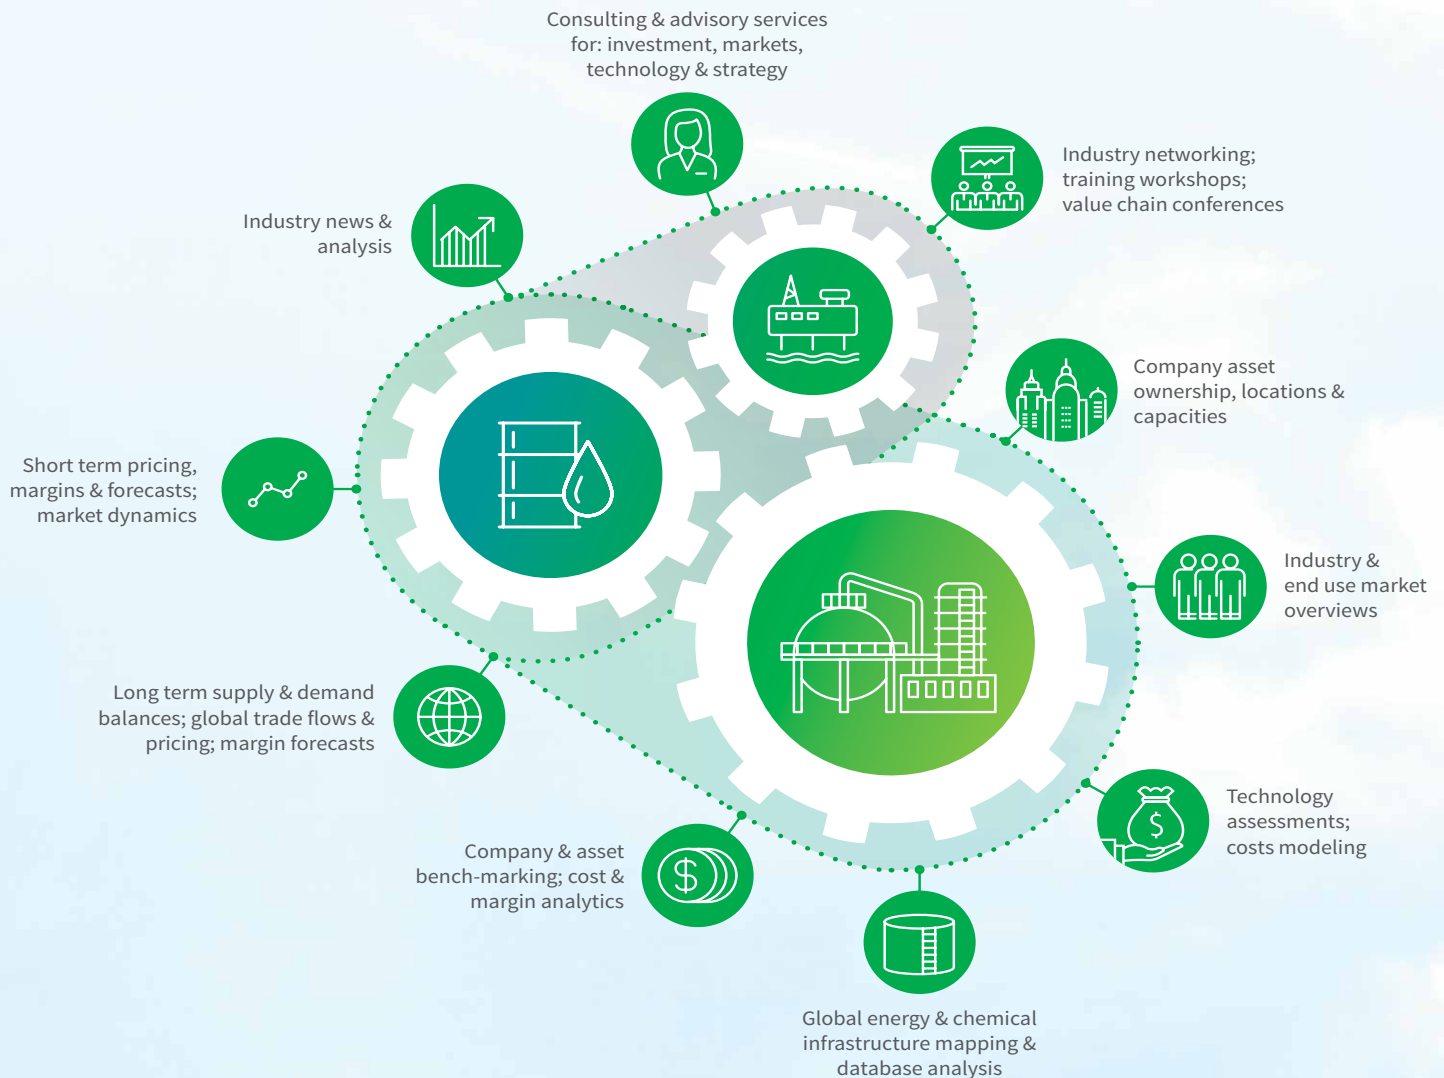 Consulting & advisory services
for: investment, markets,
technology & strategy
Industry networking;
training workshops;
value chain conferences
Industry news &
analysis
Company asset
ownership, locations &
capacities
Short term pricing,
margins & forecasts;
market dynamics
Industry &
end use market
overviews
Long term supply & demand
balances; global trade flows &
pricing; margin forecasts
Technology
assessments;
costs modeling
Company & asset
bench-marking; cost &
margin analytics
Global energy & chemical
infrastructure mapping &
database analysis